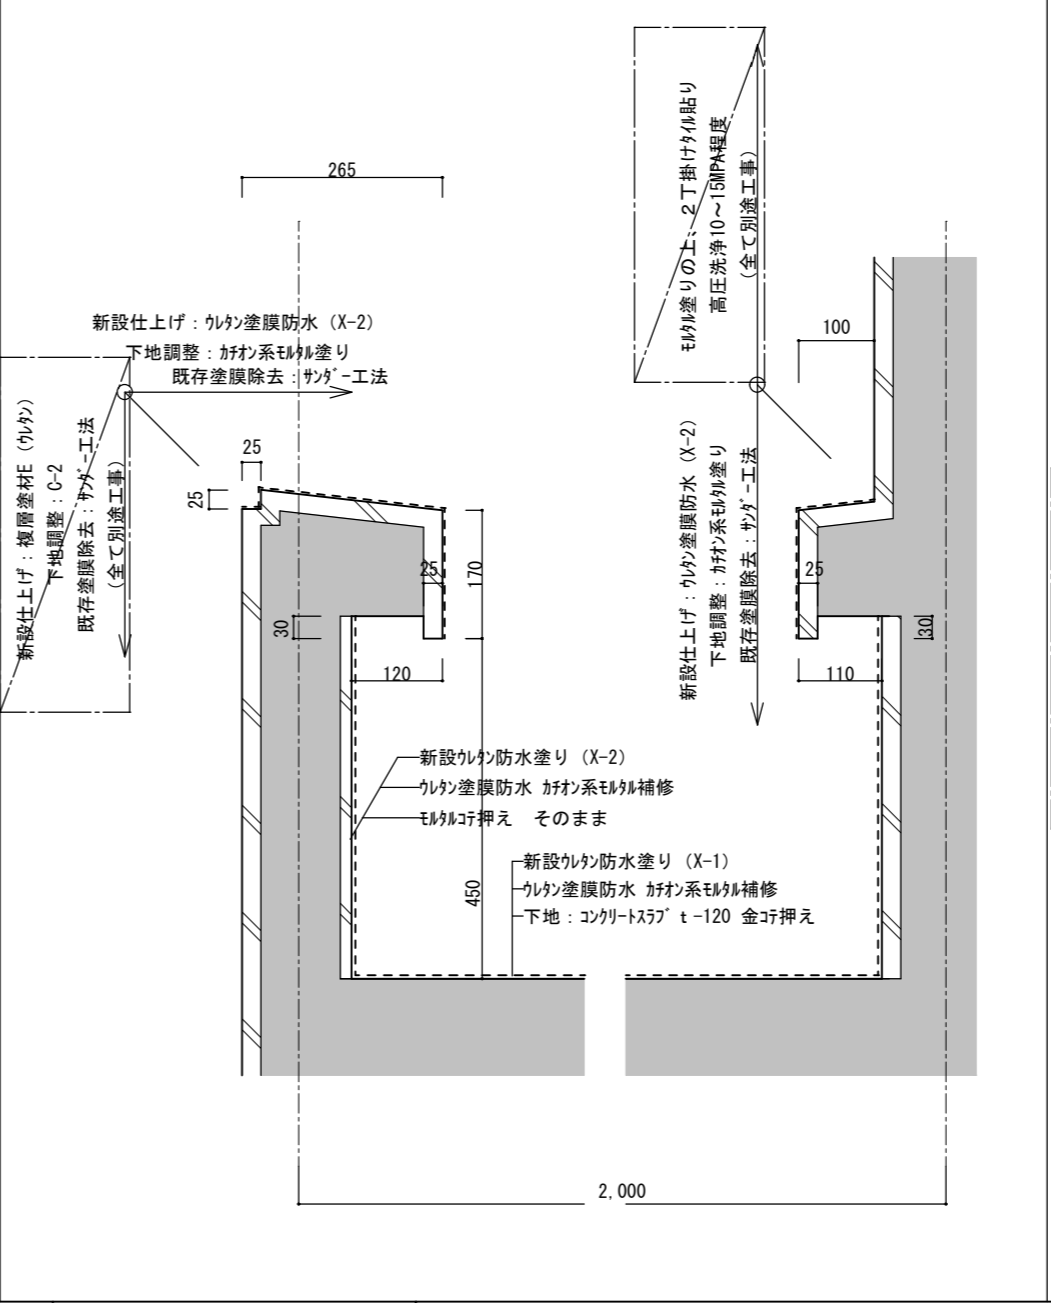 265
モルタル塗りの上、２丁掛けタイル貼り
高圧洗浄10～15MPA程度
(全て別途工事)
新設仕上げ：ウレタン塗膜防水 (X-2)
下地調整：カチオン系モルタル塗り
既存塗膜除去：サンダー工法
100
新設仕上げ：複層塗材E (ウレタン)
下地調整：C-2
既存塗膜除去：サンダー工法
(全て別途工事)
25
25
新設仕上げ：ウレタン塗膜防水 (X-2)
下地調整：カチオン系モルタル塗り
既存塗膜除去：サンダー工法
25
170
25
30
30
120
110
新設ウレタン防水塗り (X-2)
ウレタン塗膜防水 カチオン系モルタル補修
モルタルコテ押え　そのまま
450
新設ウレタン防水塗り (X-1)
ウレタン塗膜防水 カチオン系モルタル補修
下地：コンクリートスラブ t-120 金コテ押え
2,000